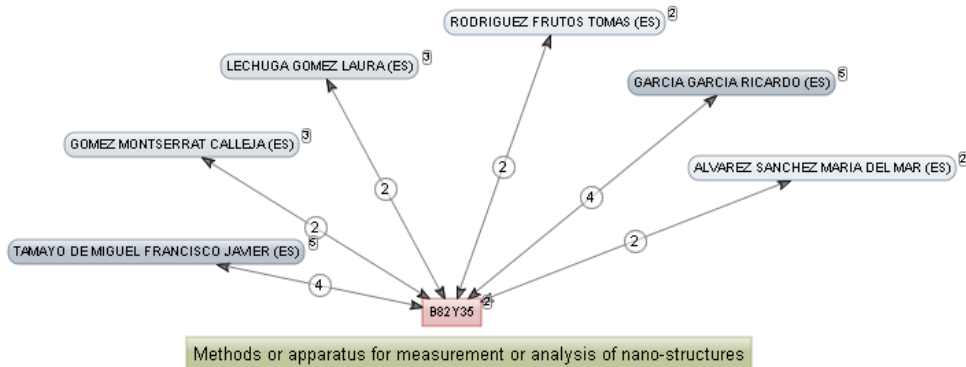 RODRIGUEZ FRUTOS TOMAS (ES) 2
LECHUGA GOMEZ LAURA (ES) 3
GARCIA GARCIA RICARDO (ES) 5
GOMEZ MONTSERRAT CALLEJA (ES) 3
ALVAREZ SANCHEZ MARIA DEL MAR (ES) 2
2
2
4
2
2
TAMAYO DE MIGUEL FRANCISCO JAVIER (ES) 5
4
B82Y35
Methods or apparatus for measurement or analysis of nano-structures